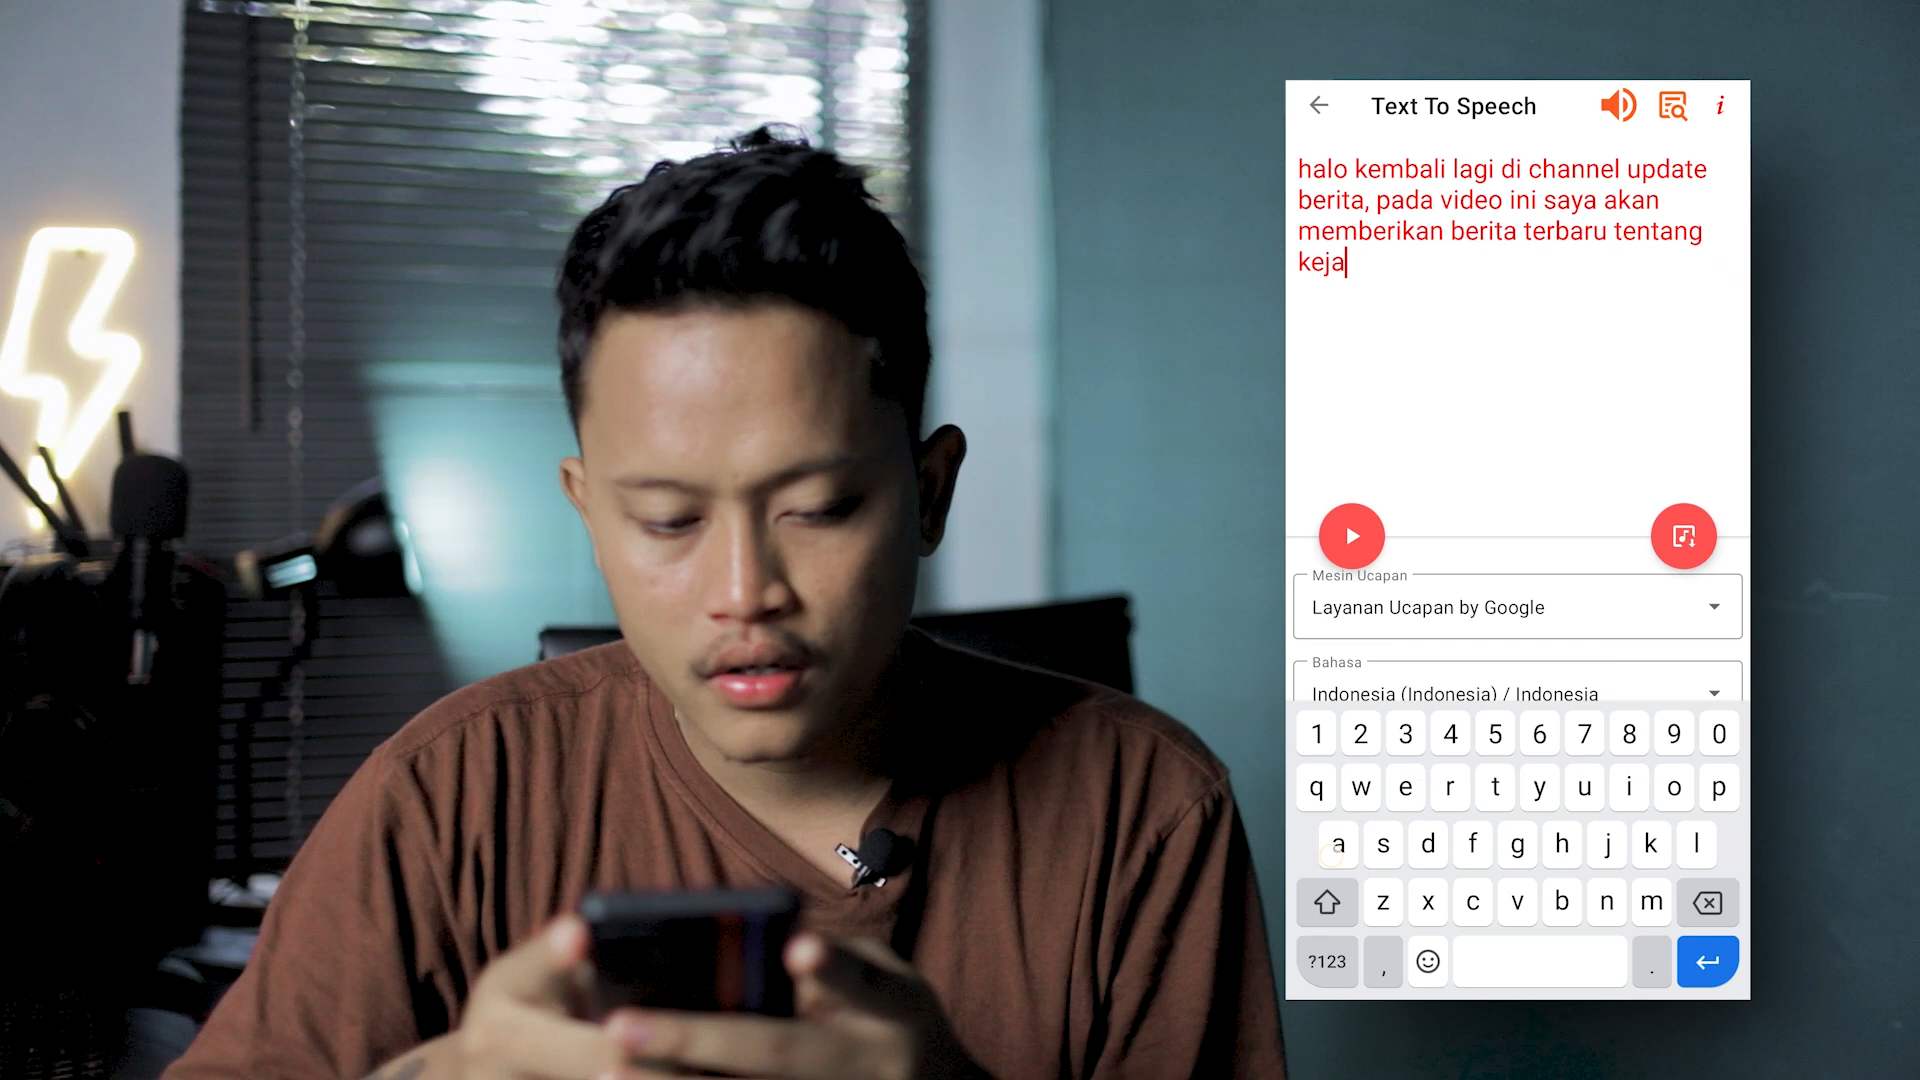 Text To Speech
halo kembali lagi di channel update
berita, pada video ini saya akan
memberikan berita terbaru tentang
keja
Mesin Ucapan
Layanan Ucapan by Google
Bahasa
Indonesia (Indonesia) / Indonesia
1 2 3 4 5 6 7 8 9 0
q w e r t y u i o p
a s d f g h j k l
z x c v b n m
?123 , .